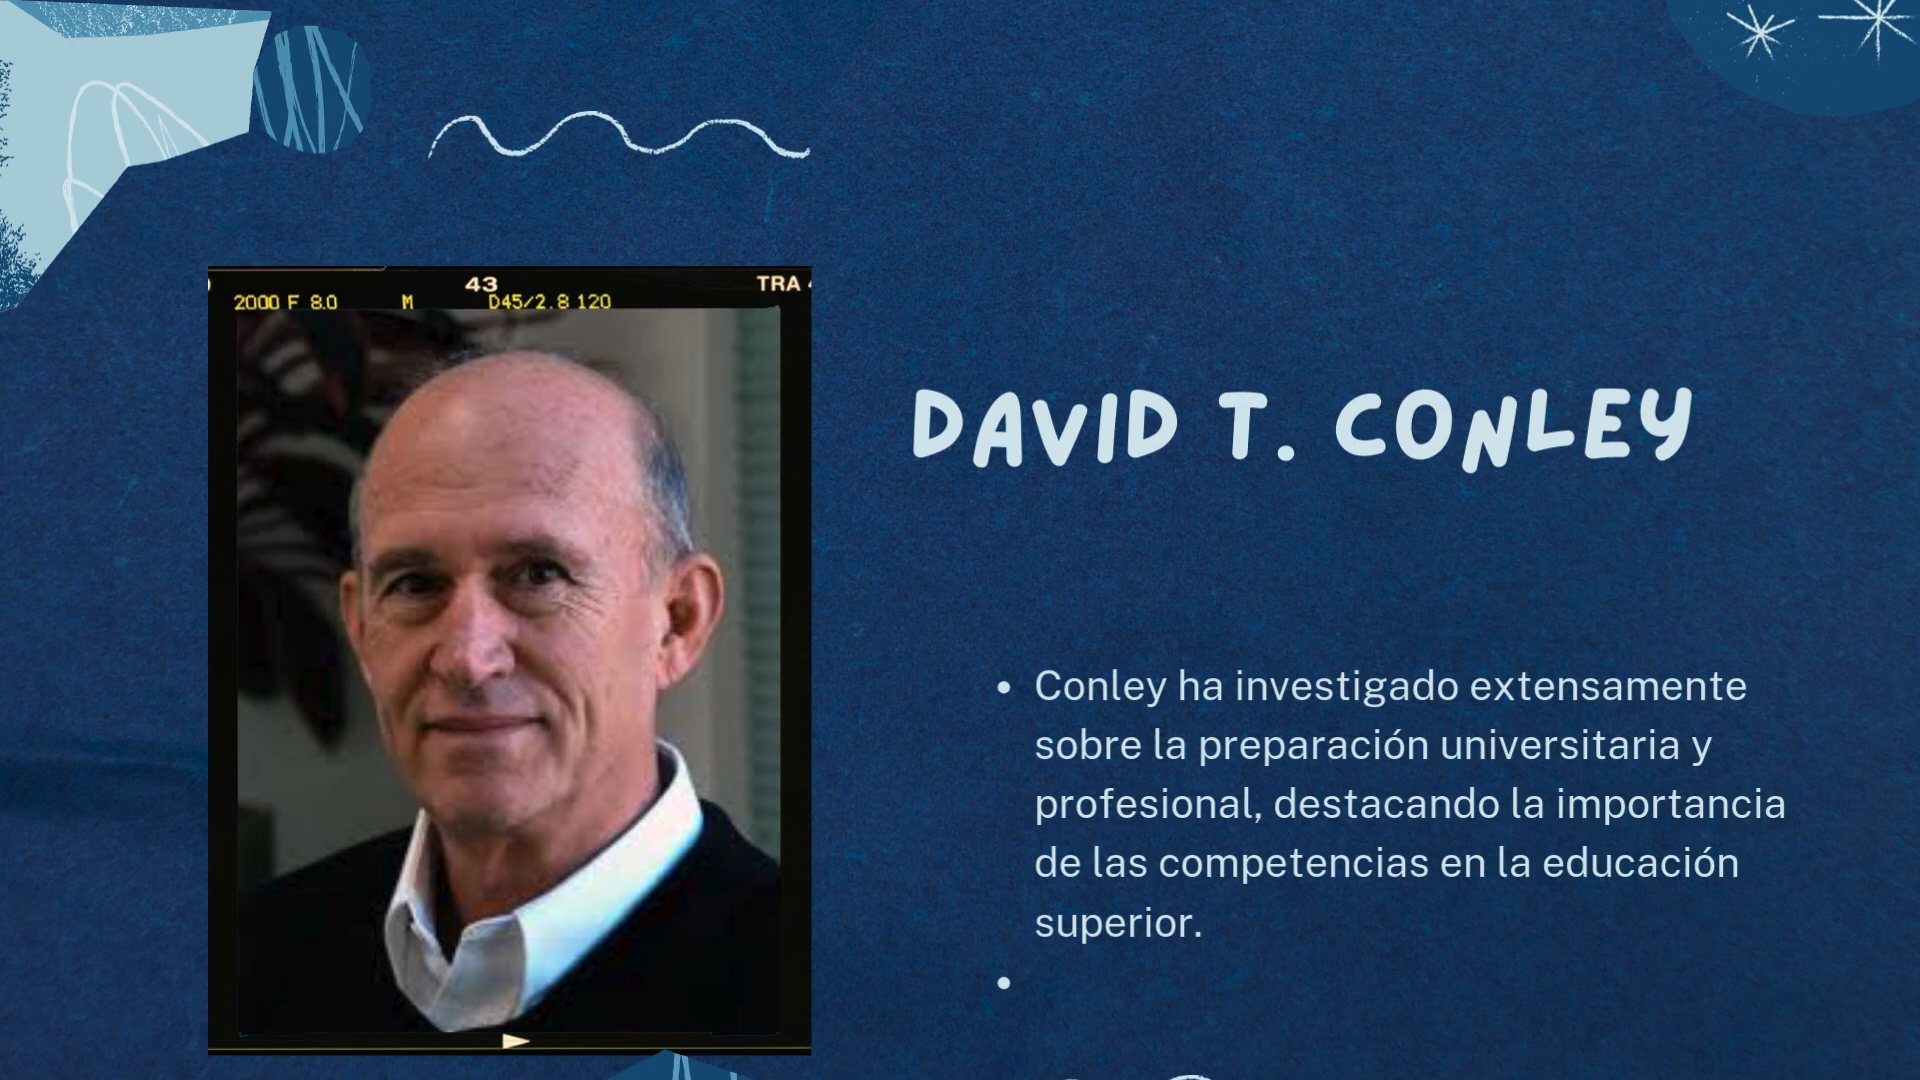 43
TRA
2000 F 8.0 M D45/2.8 120
DAVID T. CONLEY
• Conley ha investigado extensamente
sobre la preparación universitaria y
profesional, destacando la importancia
de las competencias en la educación
superior.
•